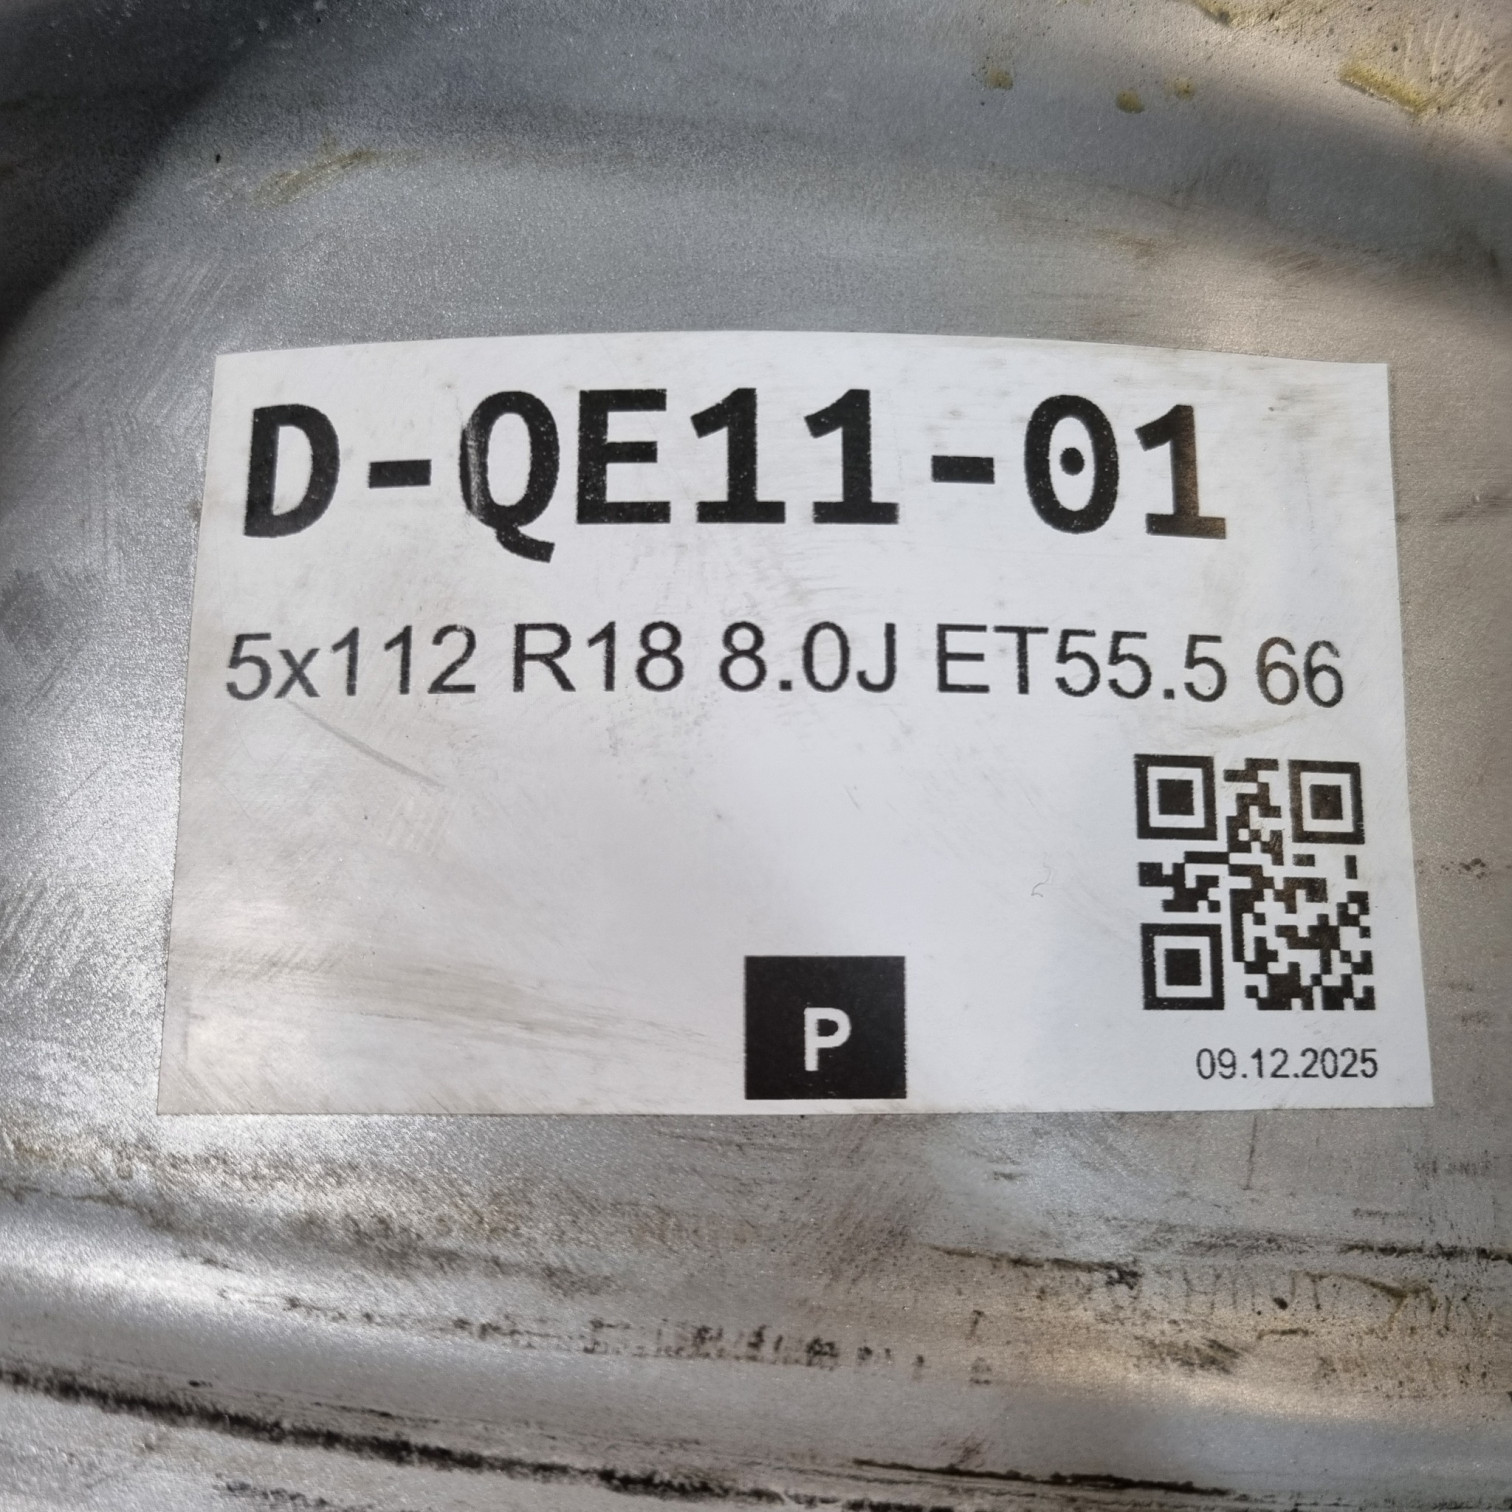 D-QE11-01
5x112 R18 8.0J ET55.5 66
P
09.12.2025